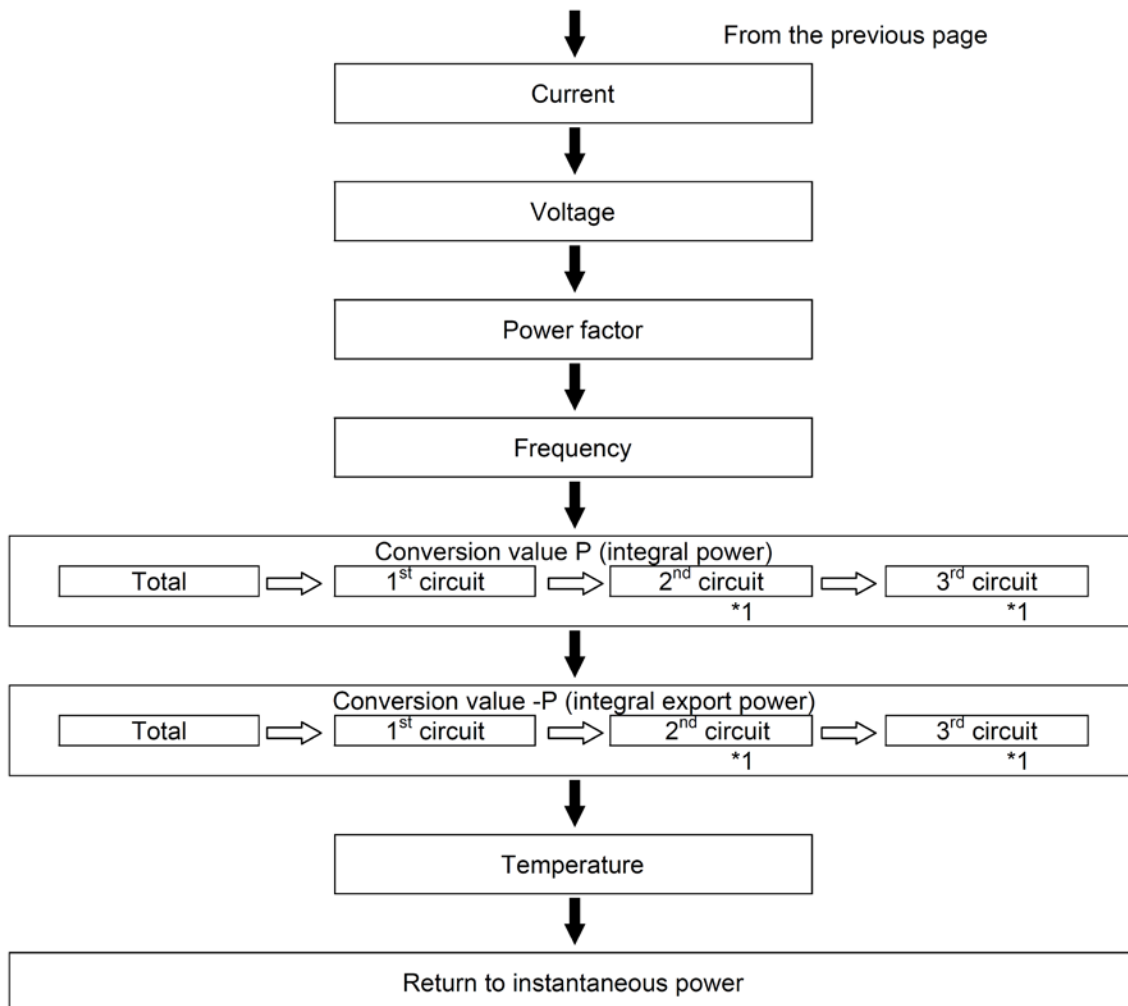 From the previous page
Current
Voltage
Power factor
Frequency
Conversion value P (integral power)
Total 1st circuit 2nd circuit 3rd circuit
*1 *1
Conversion value -P (integral export power)
Total 1st circuit 2nd circuit 3rd circuit
*1 *1
Temperature
Return to instantaneous power